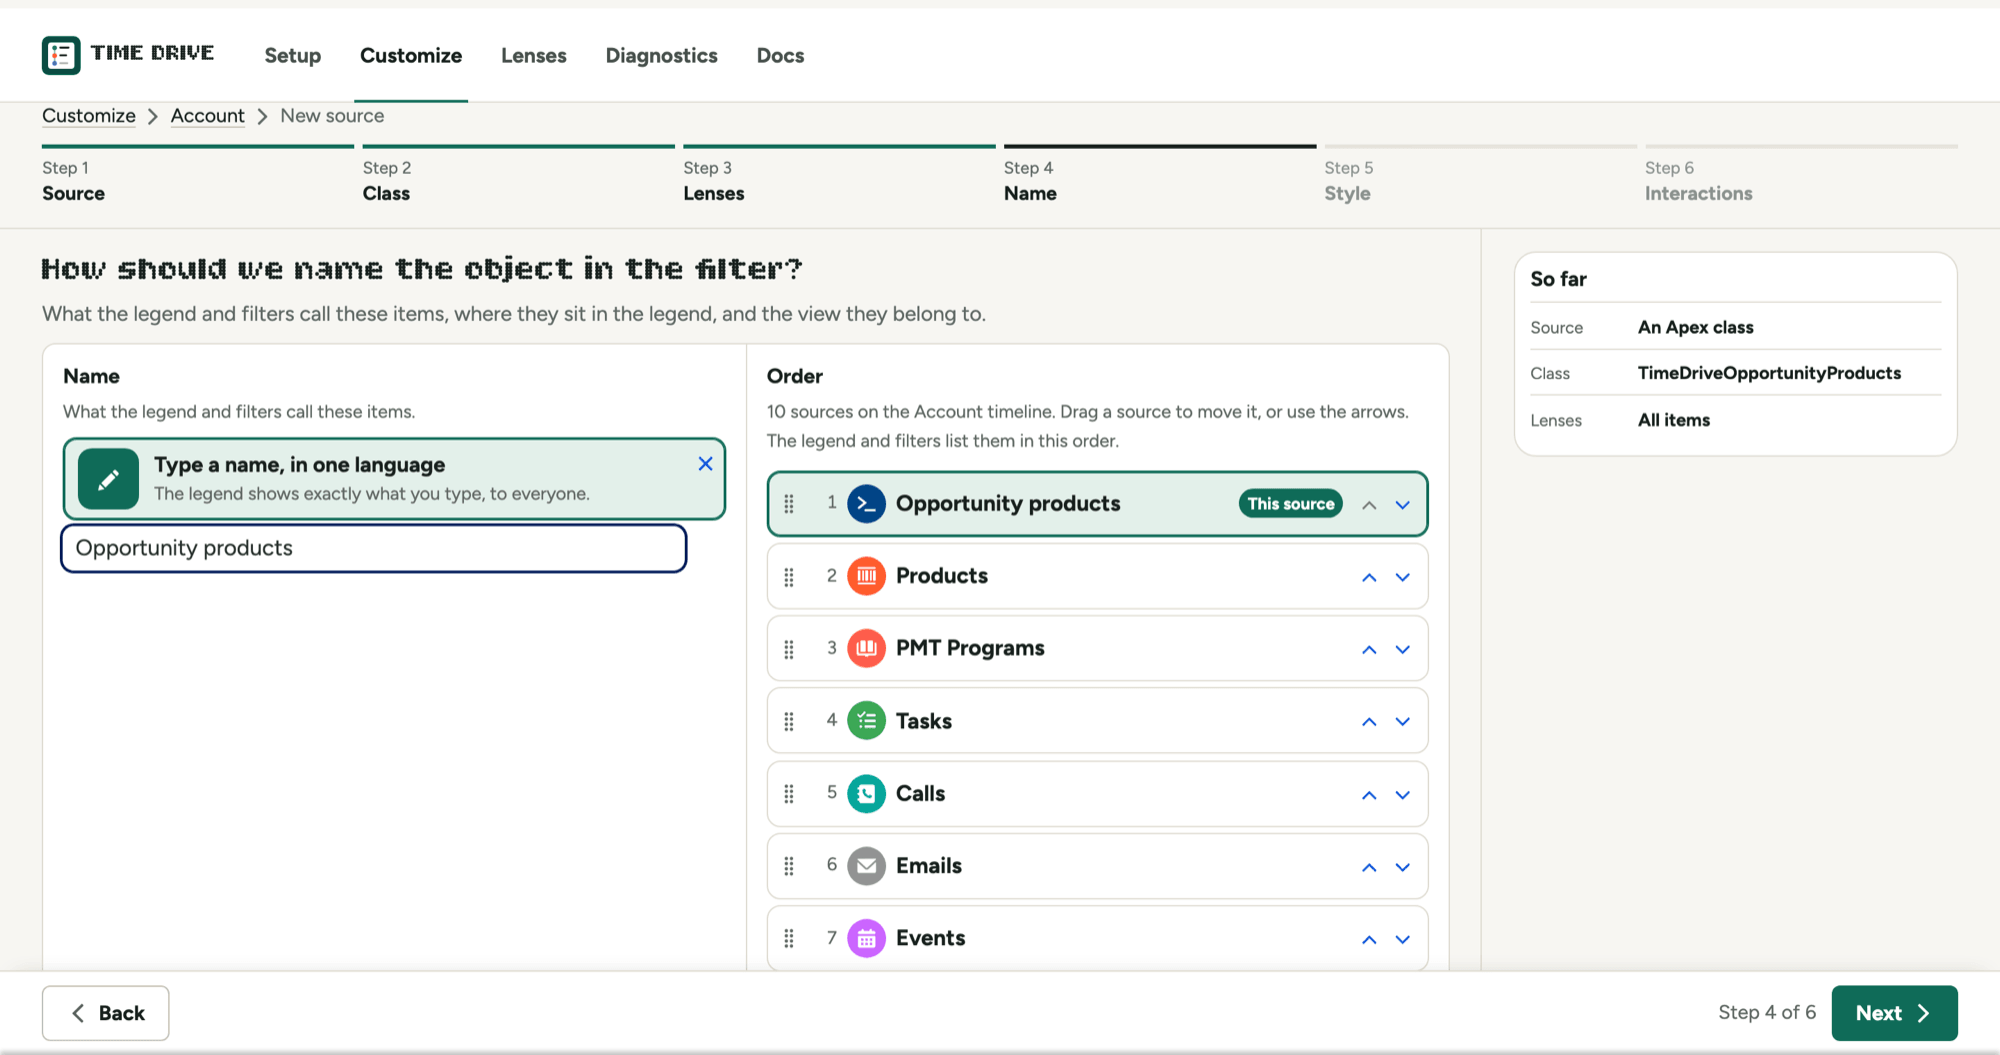 TIME DRIVE
Setup
Customize
Lenses
Diagnostics
Docs
Customize > Account > New source
Step 1
Source
Step 2
Class
Step 3
Lenses
Step 4
Name
Step 5
Style
Step 6
Interactions
How should we name the object in the filter?
What the legend and filters call these items, where they sit in the legend, and the view they belong to.
Name
What the legend and filters call these items.
Type a name, in one language
The legend shows exactly what you type, to everyone.
Opportunity products
Order
10 sources on the Account timeline. Drag a source to move it, or use the arrows.
The legend and filters list them in this order.
1 Opportunity products This source
2 Products
3 PMT Programs
4 Tasks
5 Calls
6 Emails
7 Events
So far
Source An Apex class
Class TimeDriveOpportunityProducts
Lenses All items
Back
Step 4 of 6
Next